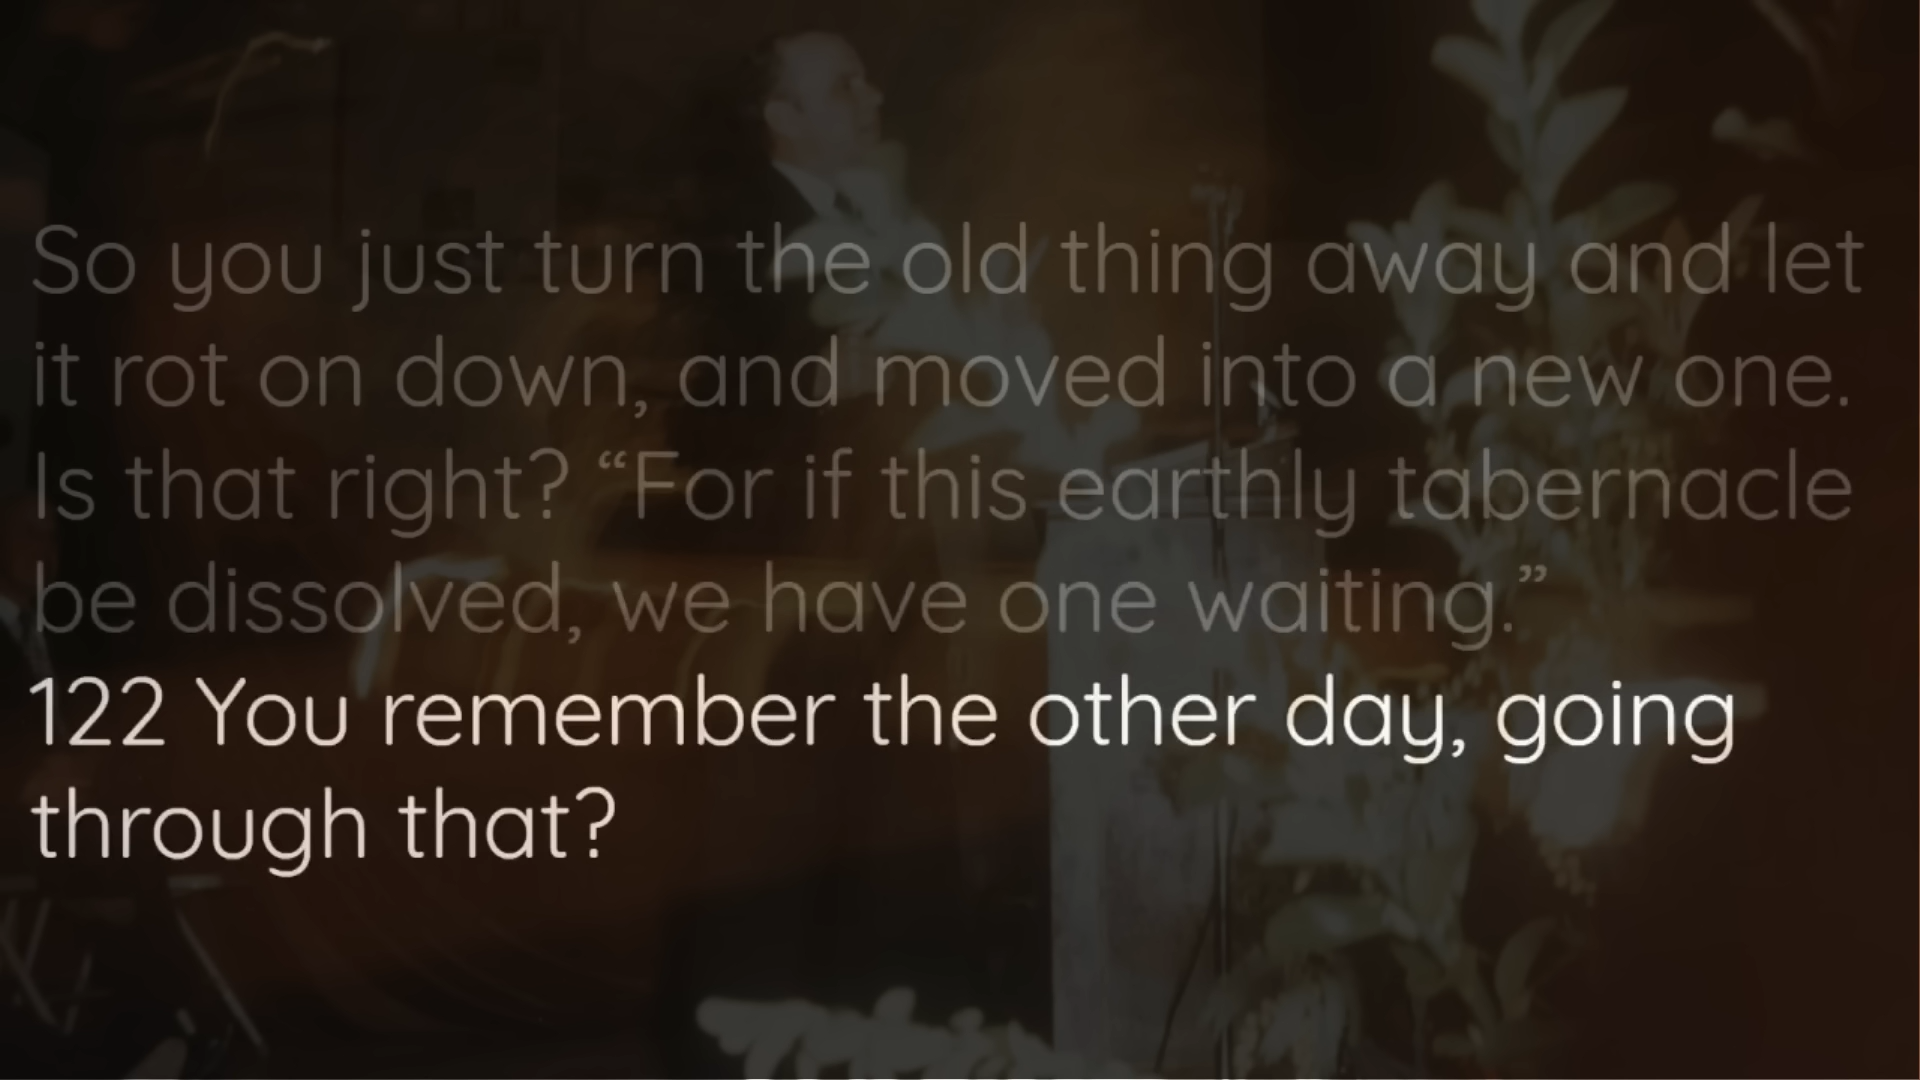 So you just turn the old thing away and let
it rot on down, and moved into a new one.
Is that right? “For if this earthly tabernacle
be dissolved, we have one waiting.”
122 You remember the other day, going
through that?